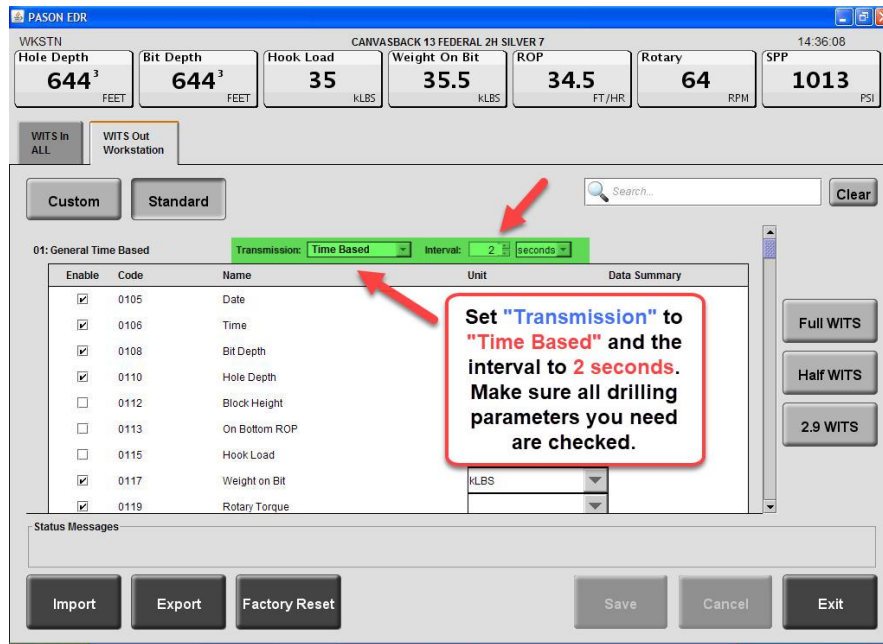 PASON EDR
WKSTN CANVASBACK 13 FEDERAL 2H SILVER 7 14:36:08
Hole Depth Bit Depth Hook Load Weight On Bit ROP Rotary SPP
644³ 644³ 35 35.5 34.5 64 1013
FEET FEET kLBS kLBS FT/HR RPM PSI
WITS In WITS Out
ALL Workstation
Custom Standard Search... Clear
01: General Time Based Transmission: Time Based Interval: 2 seconds
Enable Code Name Unit Data Summary
0105 Date
0106 Time
0108 Bit Depth
0110 Hole Depth
0112 Block Height
0113 On Bottom ROP
0115 Hook Load
0117 Weight on Bit kLBS
0119 Rotary Torque
Set "Transmission" to
"Time Based" and the
interval to 2 seconds.
Make sure all drilling
parameters you need
are checked.
Full WITS
Half WITS
2.9 WITS
Status Messages
Import Export Factory Reset Save Cancel Exit